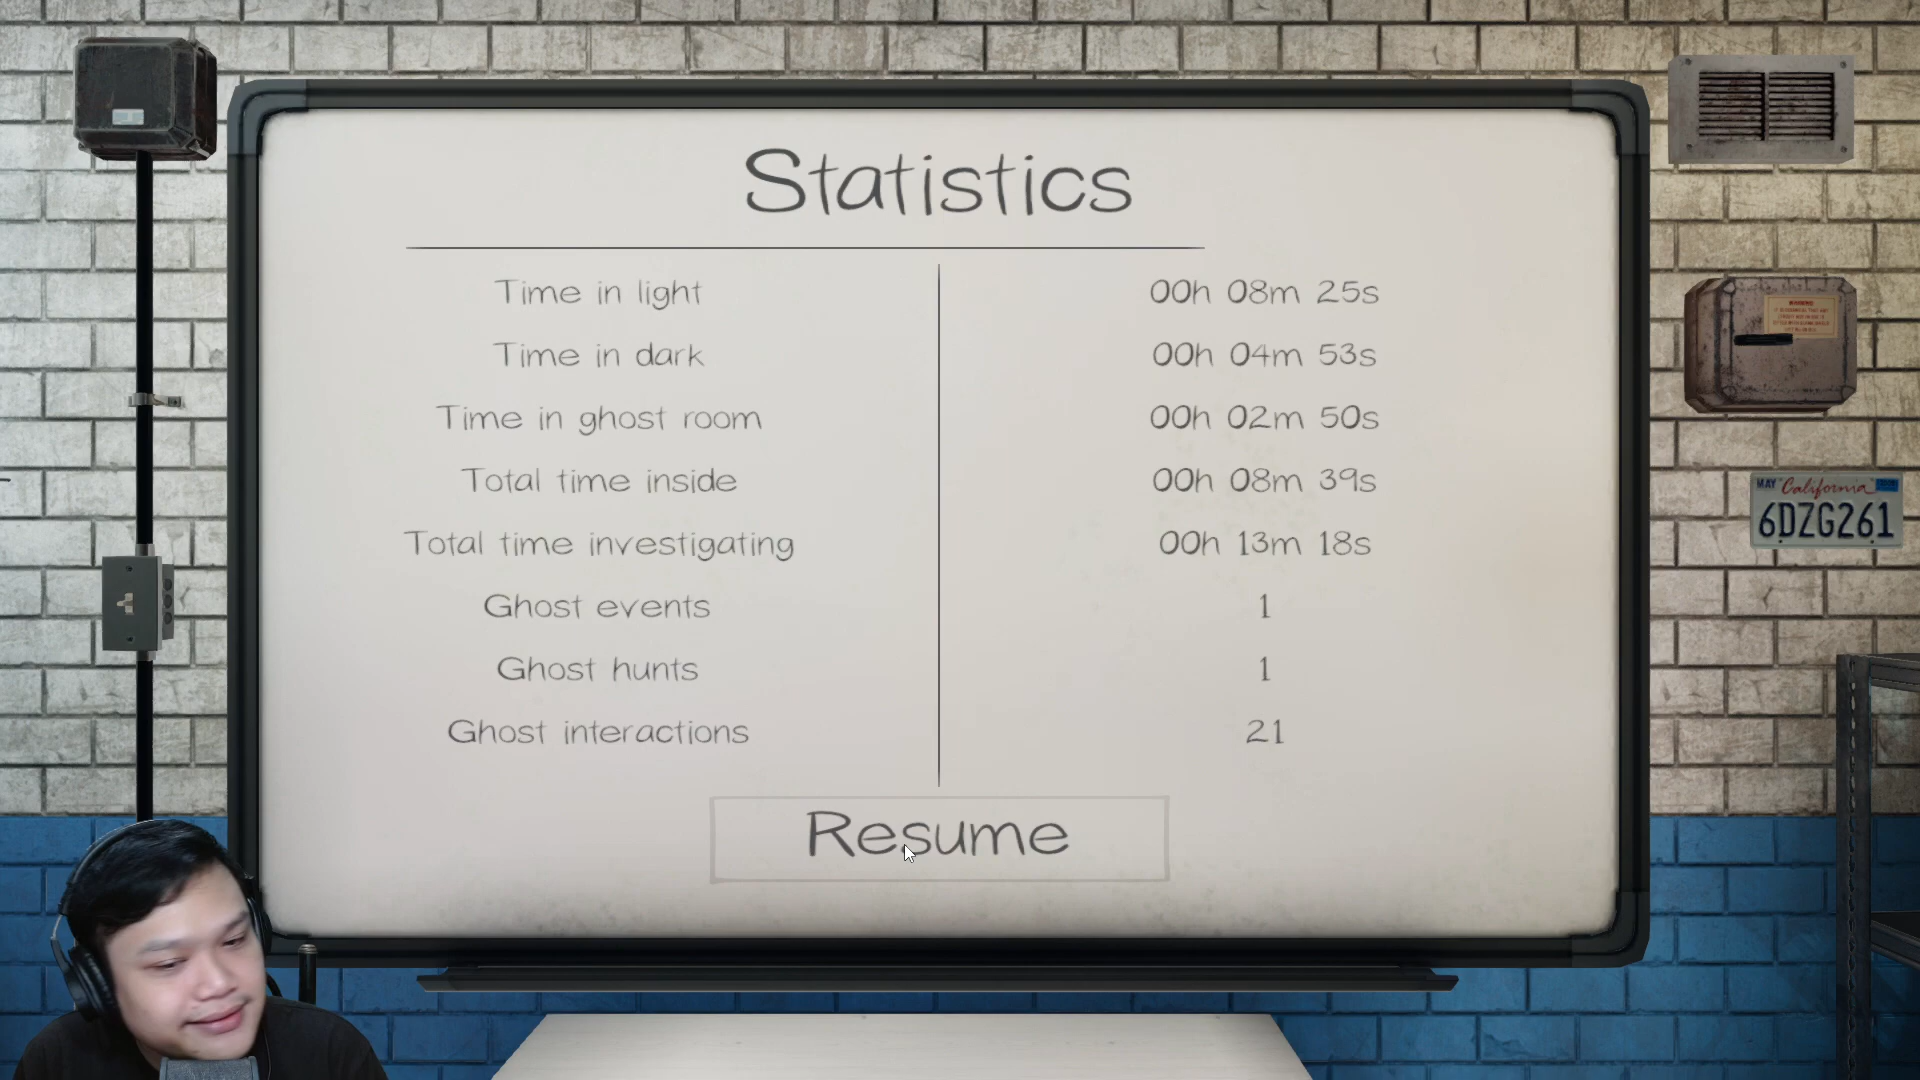 Statistics
Time in light 00h 08m 25s
Time in dark 00h 04m 53s
Time in ghost room 00h 02m 50s
Total time inside 00h 08m 39s
Total time investigating 00h 13m 18s
Ghost events 1
Ghost hunts 1
Ghost interactions 21
Resume
MAY California
6DZG261